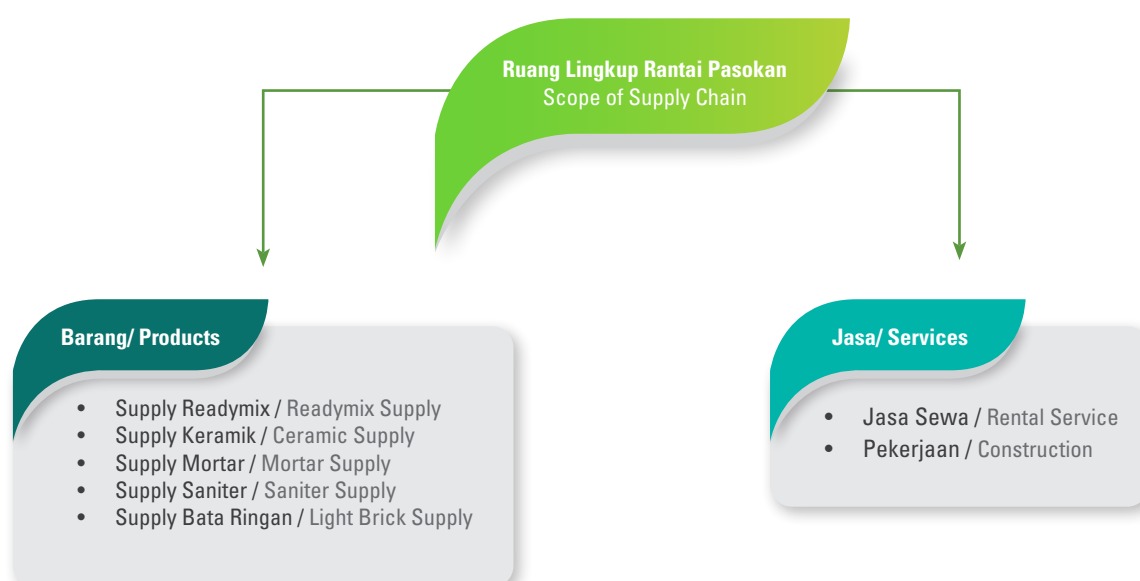 Ruang Lingkup Rantai Pasokan
Scope of Supply Chain
Barang/ Products
• Supply Readymix / Readymix Supply
• Supply Keramik / Ceramic Supply
• Supply Mortar / Mortar Supply
• Supply Saniter / Saniter Supply
• Supply Bata Ringan / Light Brick Supply
Jasa/ Services
• Jasa Sewa / Rental Service
• Pekerjaan / Construction